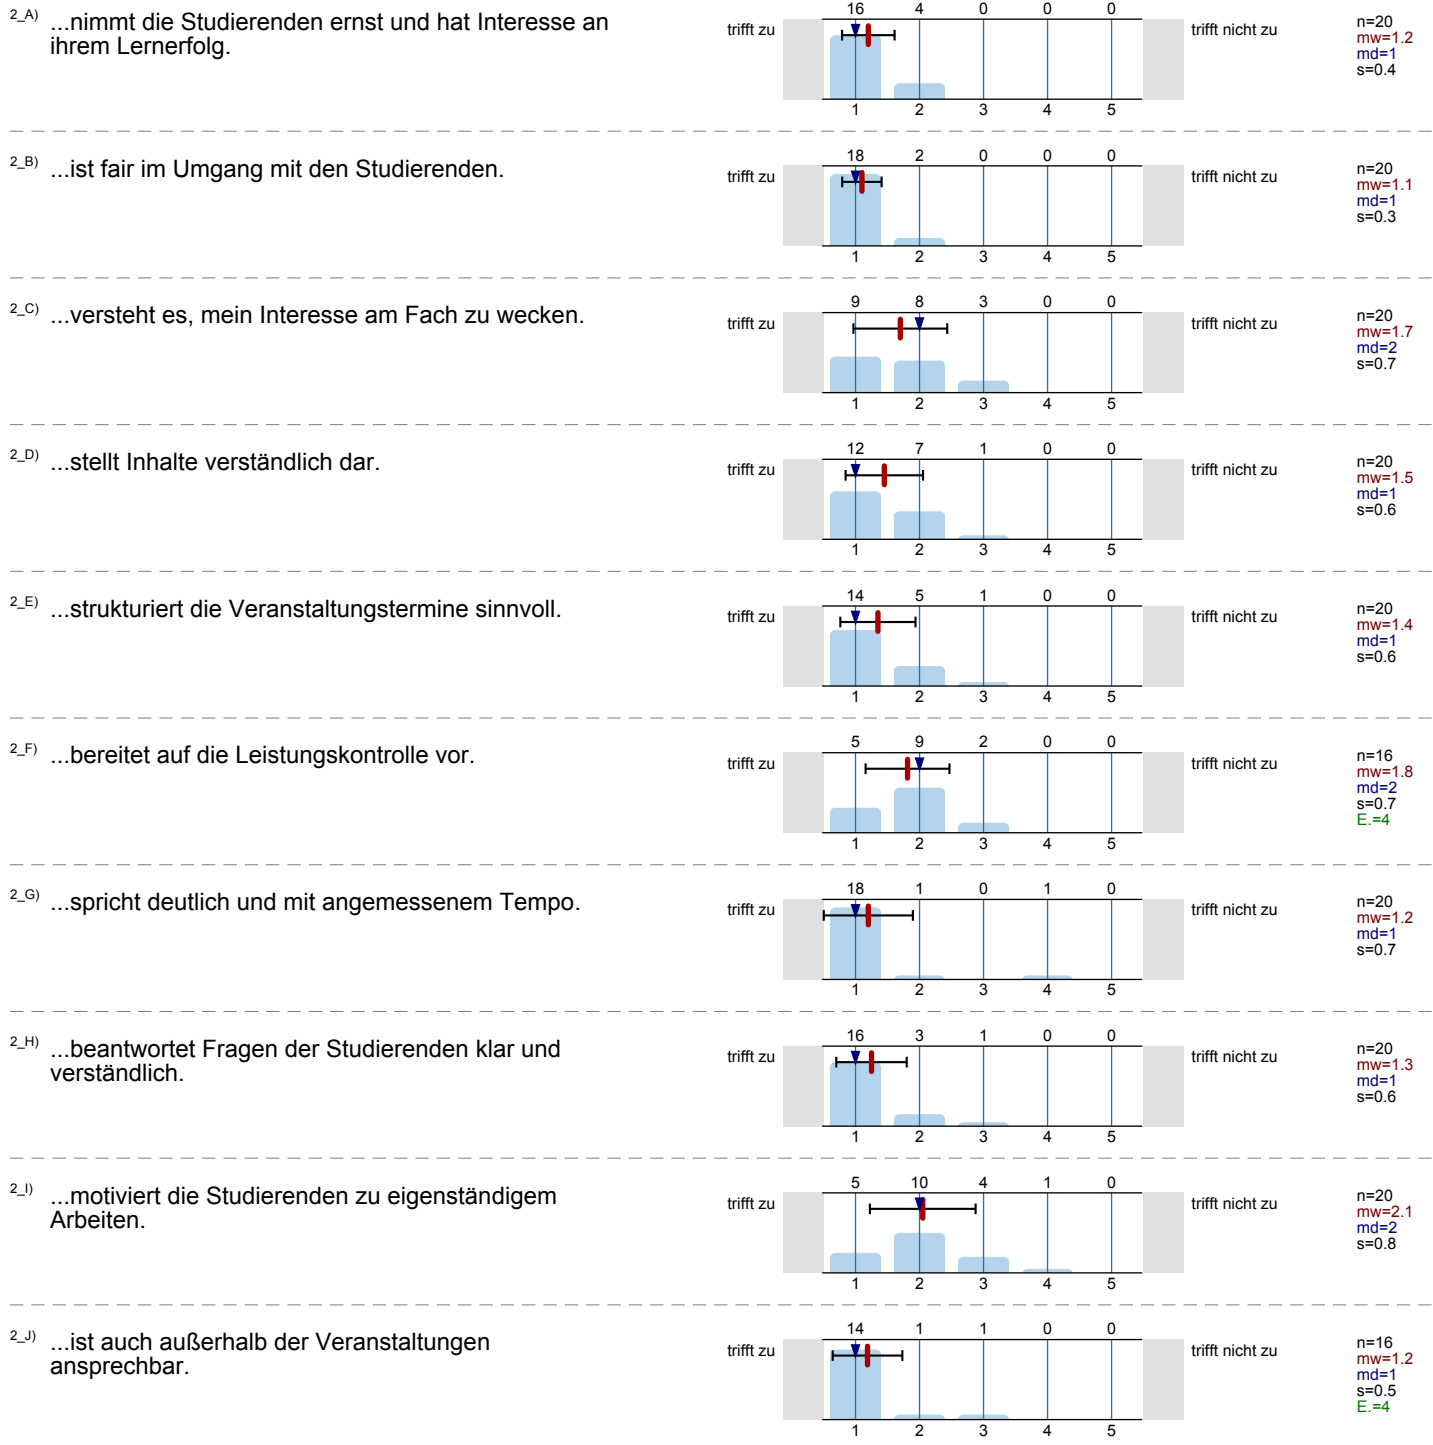 2_A) ...nimmt die Studierenden ernst und hat Interesse an
ihrem Lernerfolg.
trifft zu
16 4 0 0 0
1 2 3 4 5
trifft nicht zu
n=20
mw=1.2
md=1
s=0.4
2_B) ...ist fair im Umgang mit den Studierenden.
trifft zu
18 2 0 0 0
1 2 3 4 5
trifft nicht zu
n=20
mw=1.1
md=1
s=0.3
2_C) ...versteht es, mein Interesse am Fach zu wecken.
trifft zu
9 8 3 0 0
1 2 3 4 5
trifft nicht zu
n=20
mw=1.7
md=2
s=0.7
2_D) ...stellt Inhalte verständlich dar.
trifft zu
12 7 1 0 0
1 2 3 4 5
trifft nicht zu
n=20
mw=1.5
md=1
s=0.6
2_E) ...strukturiert die Veranstaltungstermine sinnvoll.
trifft zu
14 5 1 0 0
1 2 3 4 5
trifft nicht zu
n=20
mw=1.4
md=1
s=0.6
2_F) ...bereitet auf die Leistungskontrolle vor.
trifft zu
5 9 2 0 0
1 2 3 4 5
trifft nicht zu
n=16
mw=1.8
md=2
s=0.7
E.=4
2_G) ...spricht deutlich und mit angemessenem Tempo.
trifft zu
18 1 0 1 0
1 2 3 4 5
trifft nicht zu
n=20
mw=1.2
md=1
s=0.7
2_H) ...beantwortet Fragen der Studierenden klar und
verständlich.
trifft zu
16 3 1 0 0
1 2 3 4 5
trifft nicht zu
n=20
mw=1.3
md=1
s=0.6
2_I) ...motiviert die Studierenden zu eigenständigem
Arbeiten.
trifft zu
5 10 4 1 0
1 2 3 4 5
trifft nicht zu
n=20
mw=2.1
md=2
s=0.8
2_J) ...ist auch außerhalb der Veranstaltungen
ansprechbar.
trifft zu
14 1 1 0 0
1 2 3 4 5
trifft nicht zu
n=16
mw=1.2
md=1
s=0.5
E.=4